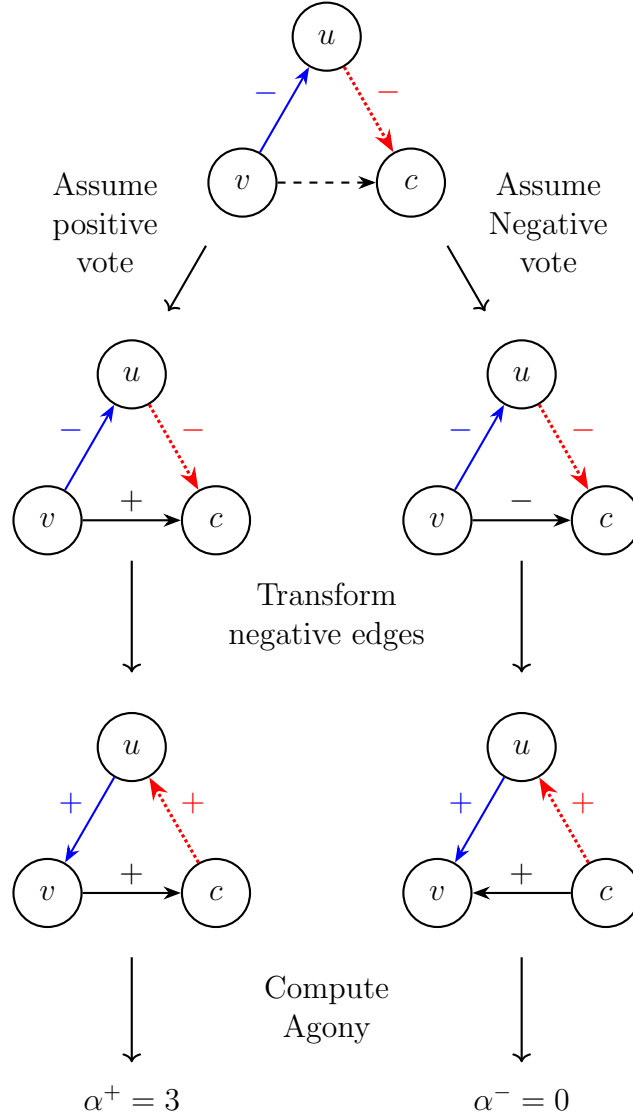 u
− −
v c
Assume
positive
vote
Assume
Negative
vote
u
− −
v + c
u
− −
v − c
Transform
negative edges
u
+ +
v + c
u
+ +
v + c
Compute
Agony
α⁺ = 3
α⁻ = 0